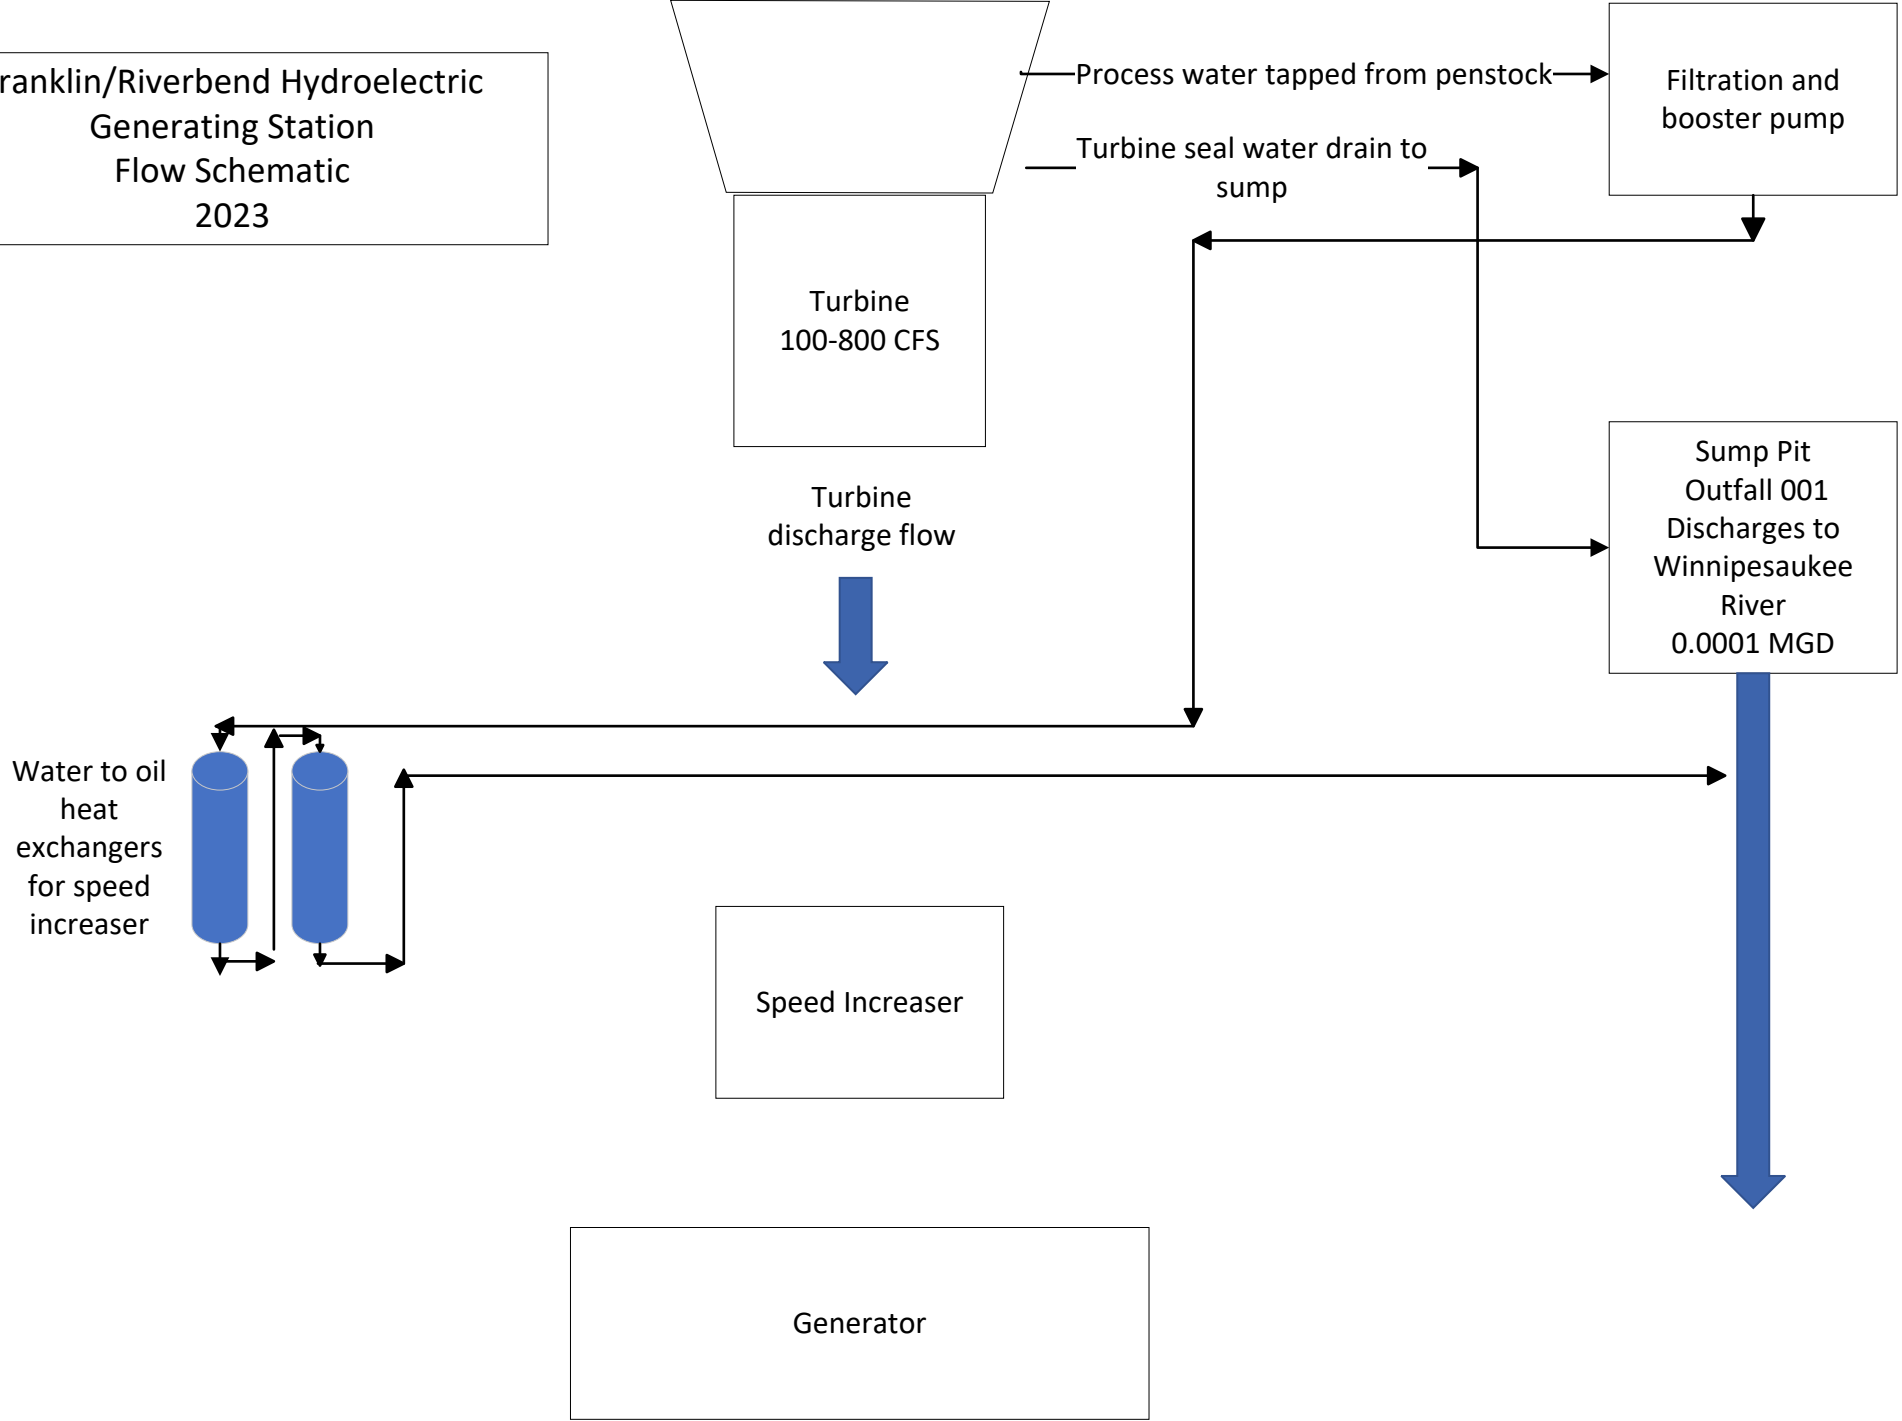 ranklin/Riverbend Hydroelectric
Generating Station
Flow Schematic
2023
Process water tapped from penstock
Filtration and
booster pump
Turbine seal water drain to
sump
Turbine
100-800 CFS
Sump Pit
Outfall 001
Discharges to
Winnipesaukee
River
0.0001 MGD
Turbine
discharge flow
Water to oil
heat
exchangers
for speed
increaser
Speed Increaser
Generator